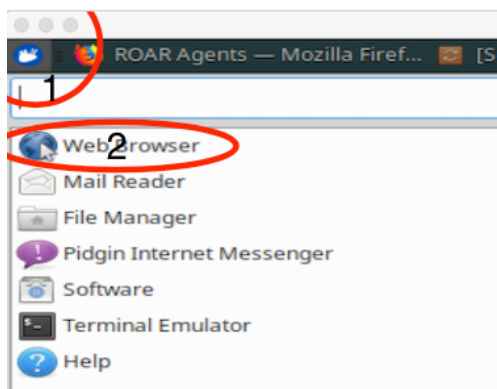 ROAR Agents — Mozilla Firef... [S
1
Web Browser
2
Mail Reader
File Manager
Pidgin Internet Messenger
Software
Terminal Emulator
Help